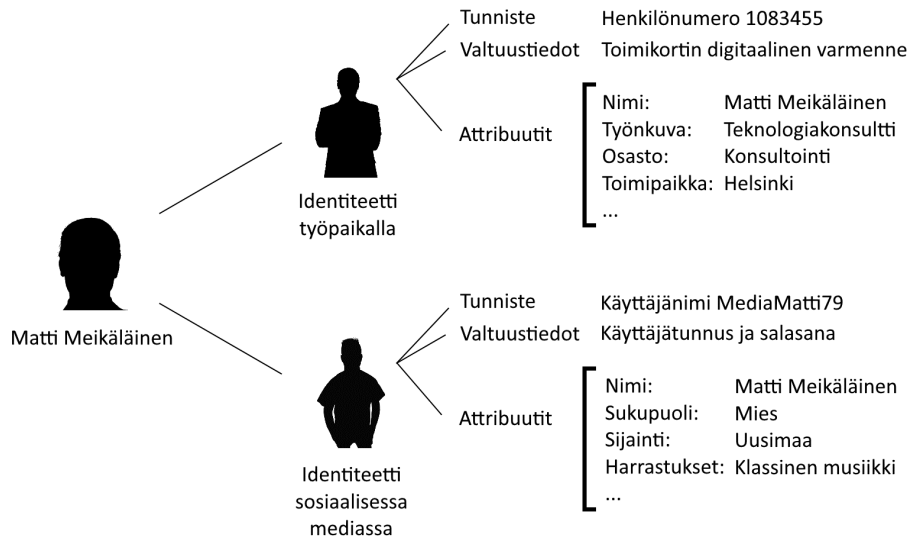 Matti Meikäläinen
Identiteetti
työpaikalla
Tunniste Henkilönumero 1083455
Valtuustiedot Toimikortin digitaalinen varmenne
Attribuutit
Nimi: Matti Meikäläinen
Työnkuva: Teknologiakonsultti
Osasto: Konsultointi
Toimipaikka: Helsinki
...
Identiteetti
sosiaalisessa
mediassa
Tunniste Käyttäjänimi MediaMatti79
Valtuustiedot Käyttäjätunnus ja salasana
Attribuutit
Nimi: Matti Meikäläinen
Sukupuoli: Mies
Sijainti: Uusimaa
Harrastukset: Klassinen musiikki
...